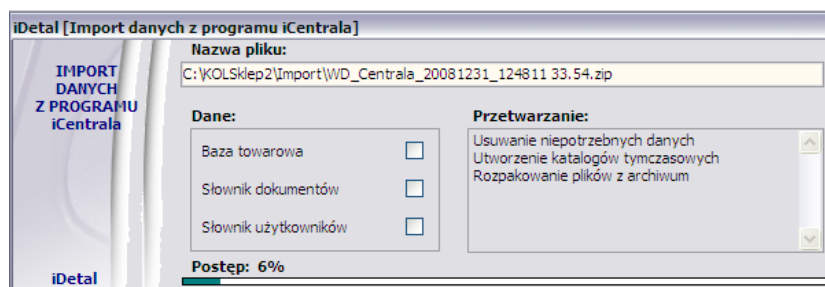 iDetal [Import danych z programu iCentrala]
IMPORT
DANYCH
Z PROGRAMU
iCentrala
Nazwa pliku:
C:\KOLSklep2\Import\WD_Centrala_20081231_124811 33.54.zip
Dane:
Baza towarowa
Słownik dokumentów
Słownik użytkowników
Przetwarzanie:
Usuwanie niepotrzebnych danych
Utworzenie katalogów tymczasowych
Rozpakowanie plików z archiwum
Postęp: 6%
iDetal